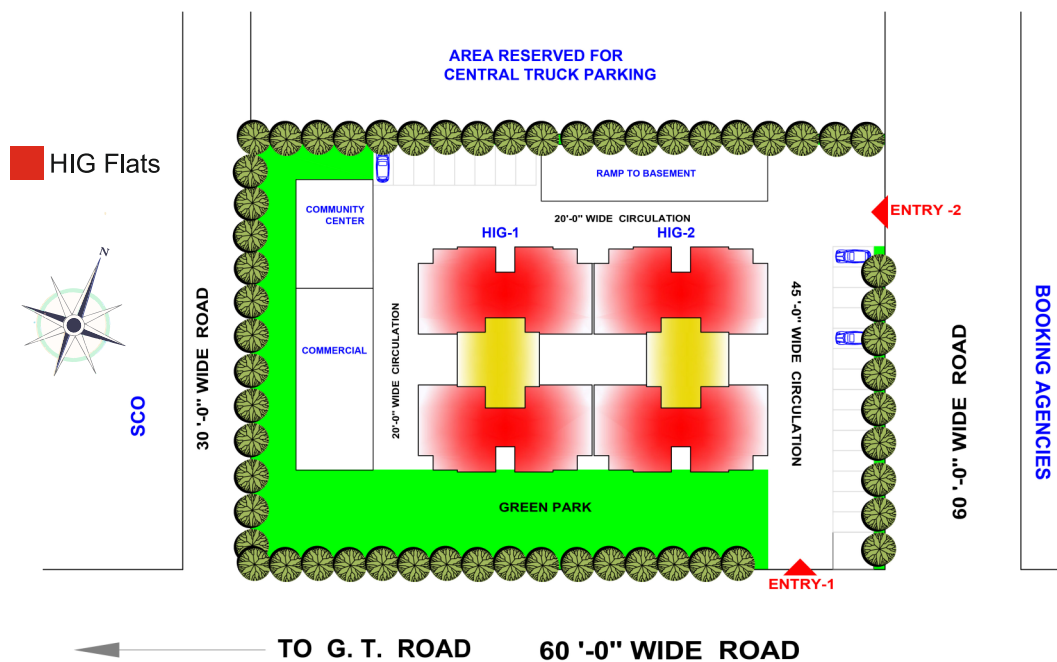 AREA RESERVED FOR
CENTRAL TRUCK PARKING
HIG Flats
RAMP TO BASEMENT
COMMUNITY
CENTER
20'-0" WIDE CIRCULATION
ENTRY -2
HIG-1
HIG-2
N
COMMERCIAL
20'-0" WIDE CIRCULATION
45 '-0" WIDE CIRCULATION
30 '-0" WIDE ROAD
SCO
60 '-0" WIDE ROAD
BOOKING AGENCIES
GREEN PARK
ENTRY-1
TO G. T. ROAD
60 '-0" WIDE ROAD